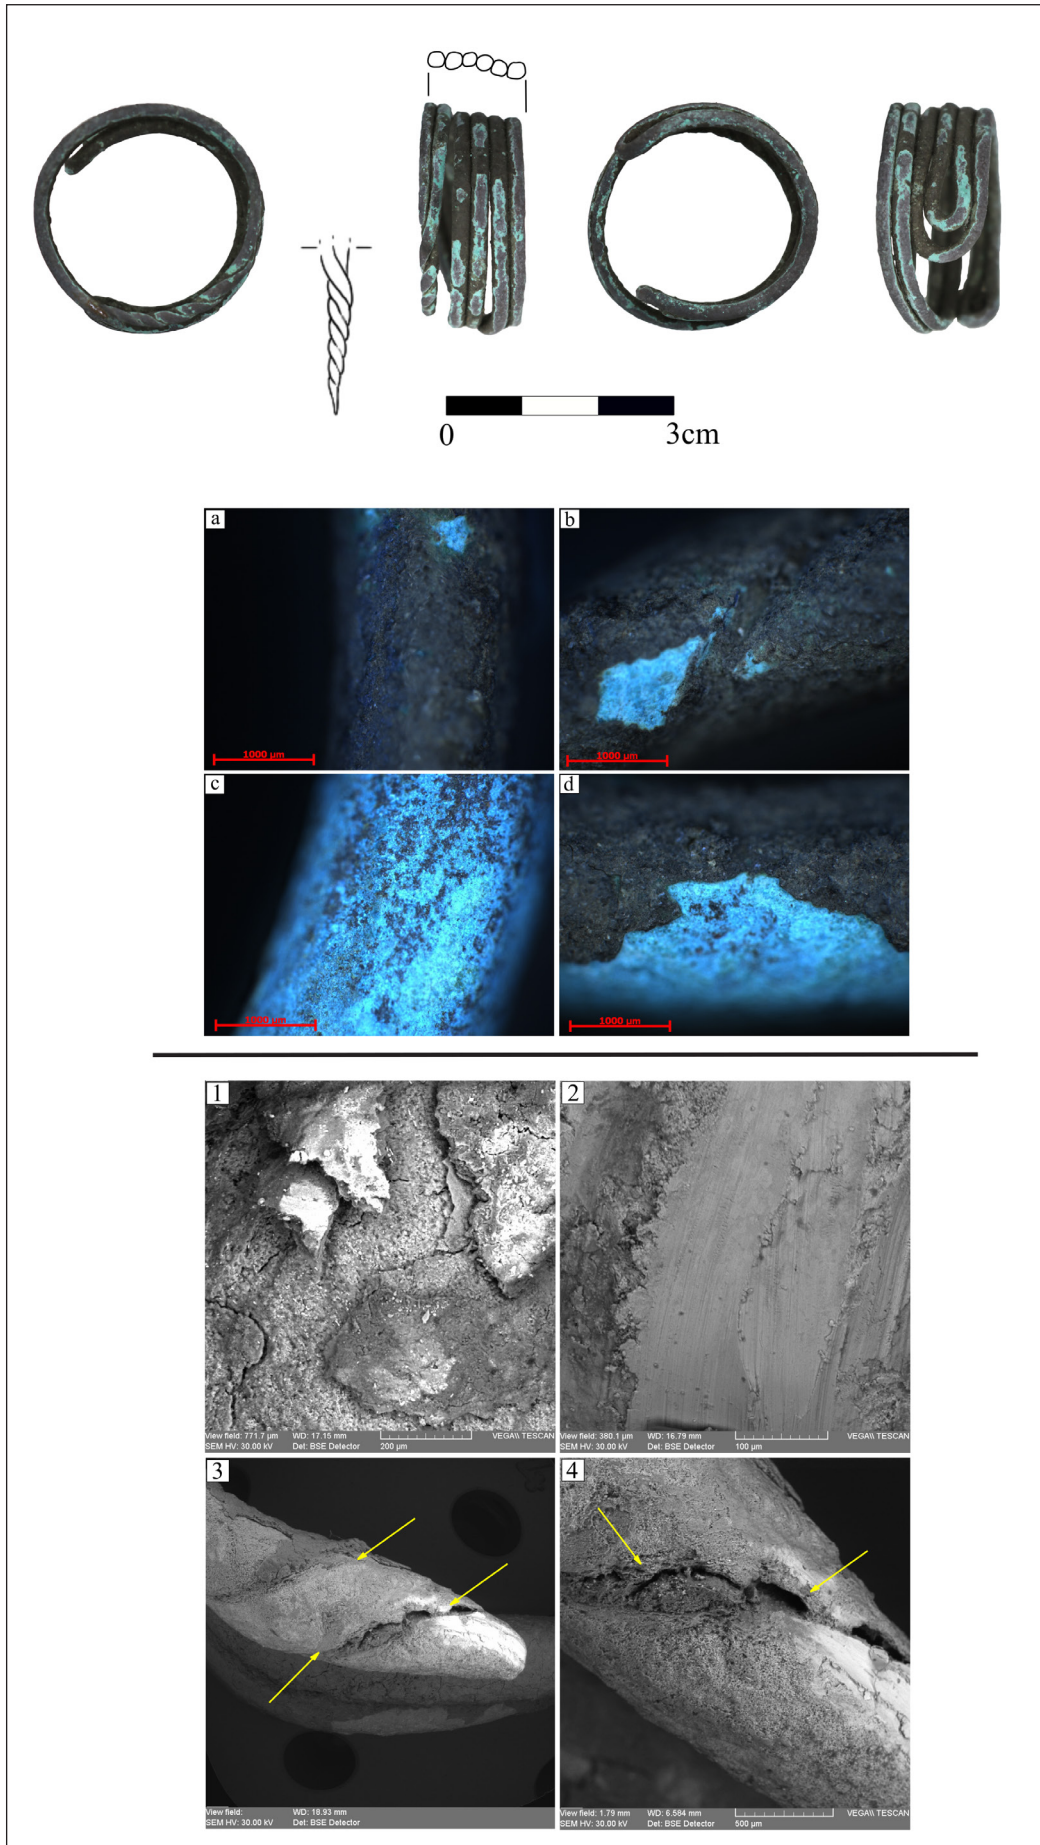 0 3cm
a
b
1000 µm
1000 µm
c
d
1000 µm
1000 µm
1
2
View field: 771.7 µm WD: 17.15 mm VEGA\\ TESCAN
SEM HV: 30.00 kV Det: BSE Detector 200 µm
View field: 380.1 µm WD: 16.79 mm VEGA\\ TESCAN
SEM HV: 30.00 kV Det: BSE Detector 100 µm
3
4
View field: WD: 18.93 mm
SEM HV: 30.00 kV Det: BSE Detector
View field: 1.79 mm WD: 6.584 mm VEGA\\ TESCAN
SEM HV: 30.00 kV Det: BSE Detector 500 µm